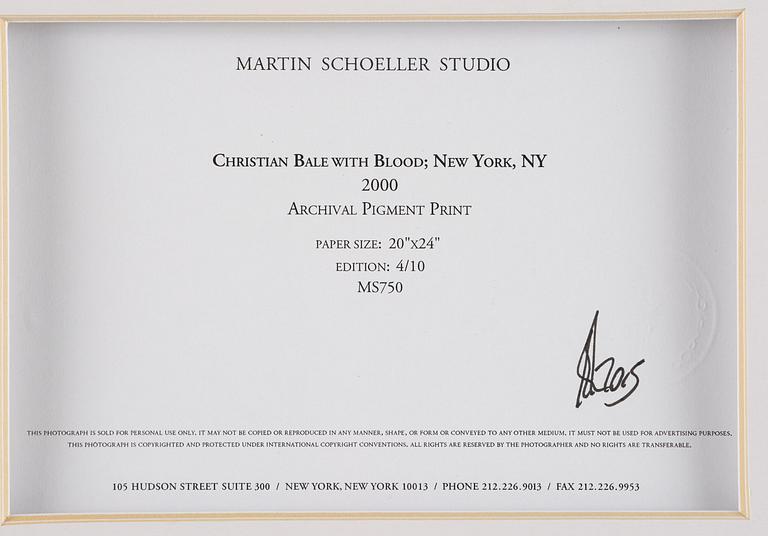 MARTIN SCHOELLER STUDIO
CHRISTIAN BALE WITH BLOOD; NEW YORK, NY
2000
ARCHIVAL PIGMENT PRINT
PAPER SIZE: 20"X24"
EDITION: 4/10
MS750
2015
THIS PHOTOGRAPH IS SOLD FOR PERSONAL USE ONLY. IT MAY NOT BE COPIED OR REPRODUCED IN ANY MANNER, SHAPE, OR FORM OR CONVEYED TO ANY OTHER MEDIUM. IT MUST NOT BE USED FOR ADVERTISING PURPOSES.
THIS PHOTOGRAPH IS COPYRIGHTED AND PROTECTED UNDER INTERNATIONAL COPYRIGHT CONVENTIONS. ALL RIGHTS ARE RESERVED BY THE PHOTOGRAPHER AND NO RIGHTS ARE TRANSFERABLE.
105 HUDSON STREET SUITE 300 / NEW YORK, NEW YORK 10013 / PHONE 212.226.9013 / FAX 212.226.9953